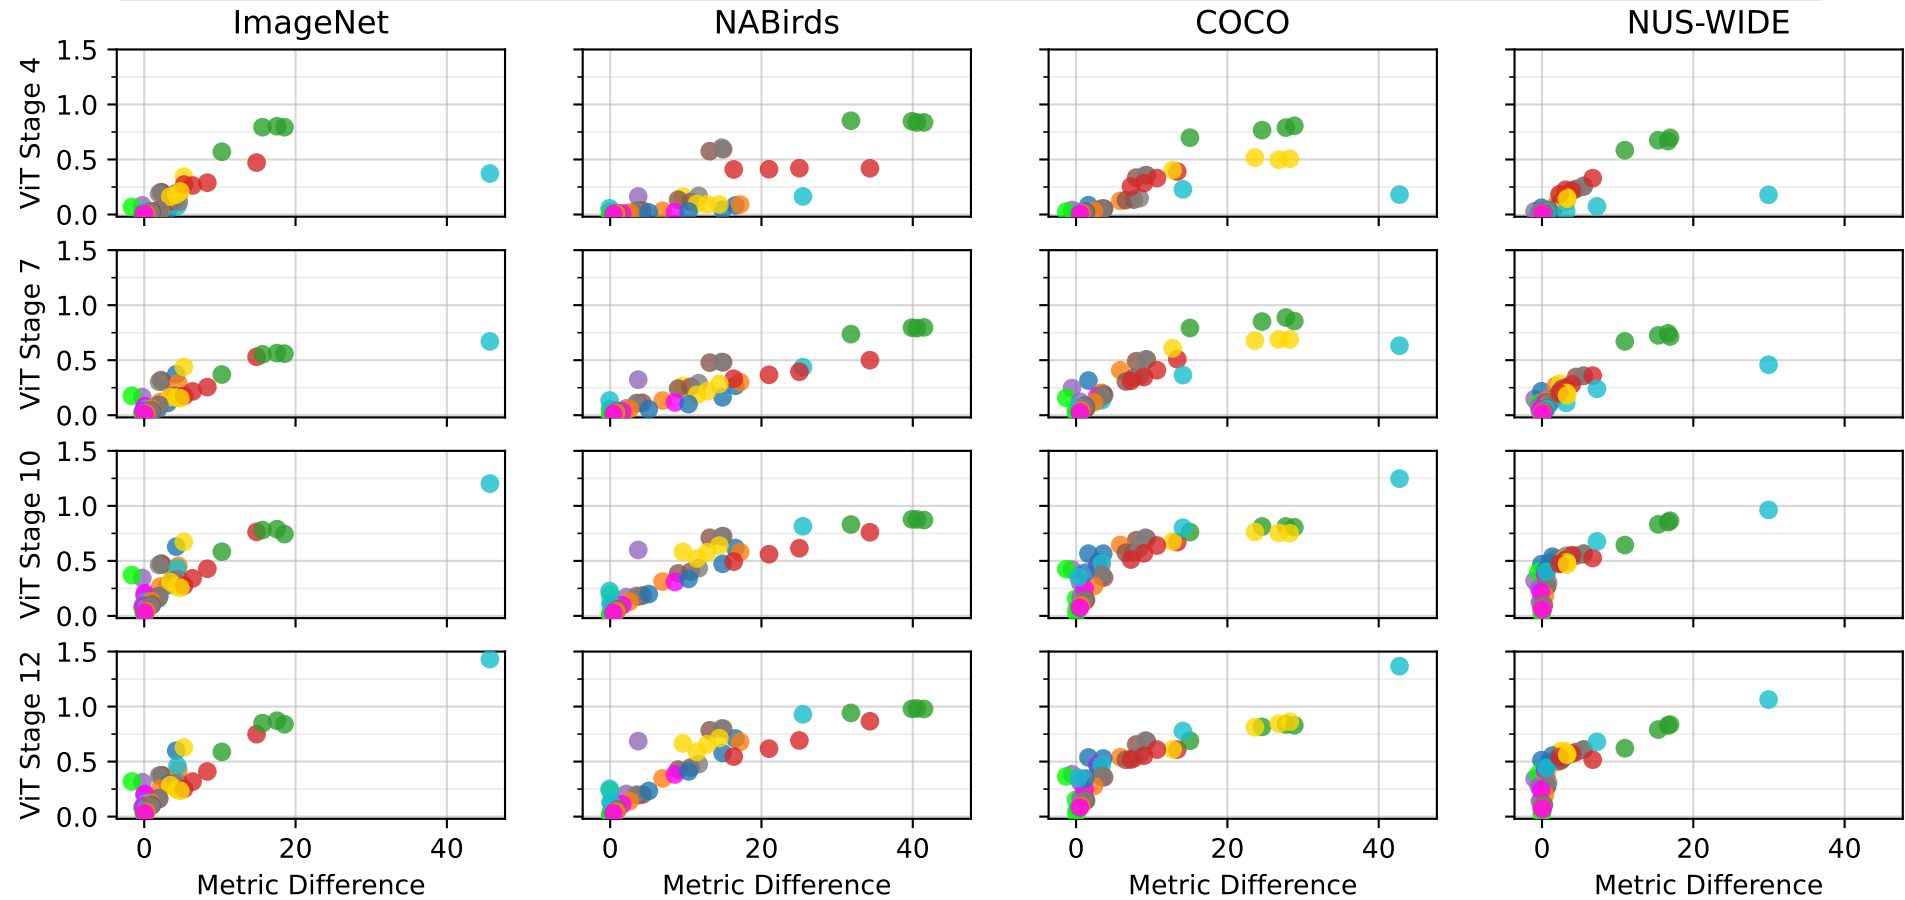 ImageNet NABirds COCO NUS-WIDE
ViT Stage 4
1.5
1.0
0.5
0.0
ViT Stage 7
1.5
1.0
0.5
0.0
ViT Stage 10
1.5
1.0
0.5
0.0
ViT Stage 12
1.5
1.0
0.5
0.0
0 20 40 0 20 40 0 20 40 0 20 40
Metric Difference Metric Difference Metric Difference Metric Difference